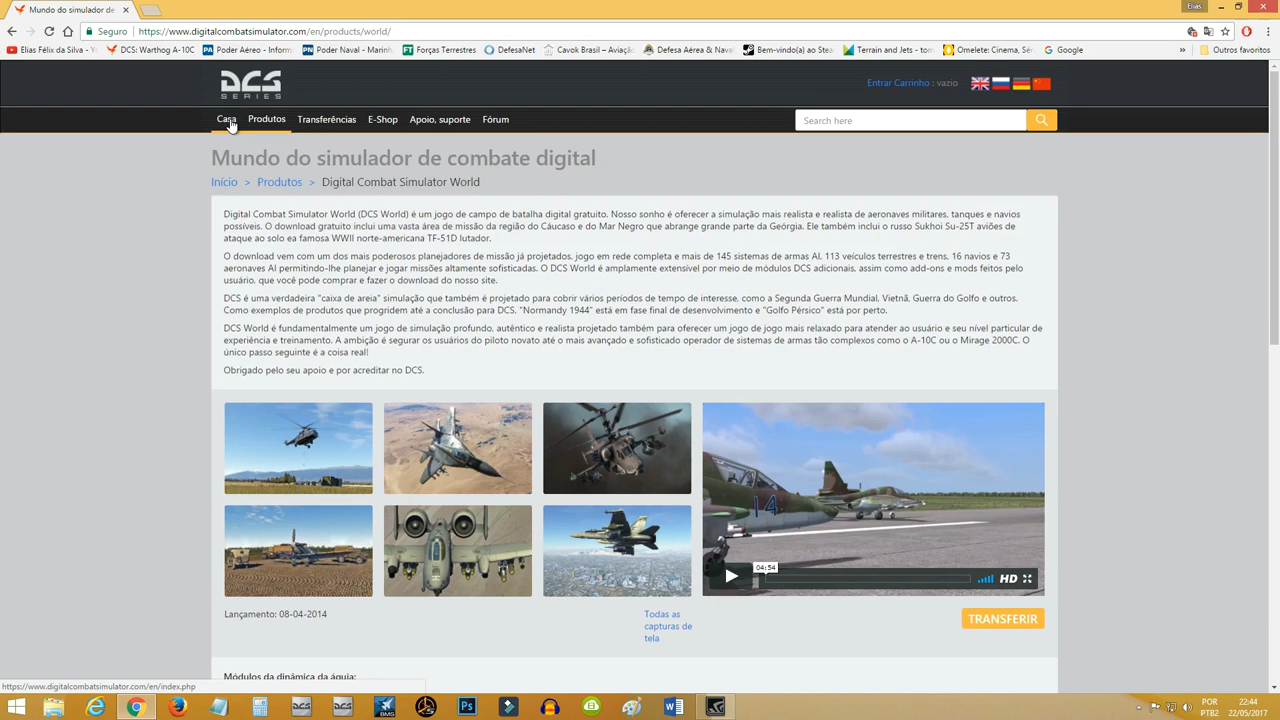 Mundo do simulador de
Elias
Seguro
https://www.digitalcombatsimulator.com/en/products/world/
Elias Félix da Silva - Yo
DCS: Warthog A-10C
Poder Aéreo - Inform
Poder Naval - Marinh
Forças Terrestres
DefesaNet
Cavok Brasil – Aviação
Defesa Aérea & Nava
Bem-vindo(a) ao Stea
Terrain and Jets - tom
Omelete: Cinema, Sér
Google
»
Outros favoritos
DCS
SERIES
Entrar Carrinho : vazio
Casa
Produtos
Transferências
E-Shop
Apoio, suporte
Fórum
Search here
Mundo do simulador de combate digital
Início > Produtos > Digital Combat Simulator World
Digital Combat Simulator World (DCS World) é um jogo de campo de batalha digital gratuito. Nosso sonho é oferecer a simulação mais realista e realista de aeronaves militares, tanques e navios
possíveis. O download gratuito inclui uma vasta área de missão da região do Cáucaso e do Mar Negro que abrange grande parte da Geórgia. Ele também inclui o russo Sukhoi Su-25T aviões de
ataque ao solo ea famosa WWII norte-americana TF-51D lutador.
O download vem com um dos mais poderosos planejadores de missão já projetados, jogo em rede completa e mais de 145 sistemas de armas AI, 113 veículos terrestres e trens, 16 navios e 73
aeronaves AI permitindo-lhe planejar e jogar missões altamente sofisticadas. O DCS World é amplamente extensível por meio de módulos DCS adicionais, assim como add-ons e mods feitos pelo
usuário, que você pode comprar e fazer o download do nosso site.
DCS é uma verdadeira "caixa de areia" simulação que também é projetado para cobrir vários períodos de tempo de interesse, como a Segunda Guerra Mundial, Vietnã, Guerra do Golfo e outros.
Como exemplos de produtos que progridem até a conclusão para DCS, "Normandy 1944" está em fase final de desenvolvimento e "Golfo Pérsico" está por perto.
DCS World é fundamentalmente um jogo de simulação profundo, autêntico e realista projetado também para oferecer um jogo de jogo mais relaxado para atender ao usuário e seu nível particular de
experiência e treinamento. A ambição é segurar os usuários do piloto novato até o mais avançado e sofisticado operador de sistemas de armas tão complexos como o A-10C ou o Mirage 2000C. O
único passo seguinte é a coisa real!
Obrigado pelo seu apoio e por acreditar no DCS.
14
04:54
HD
Lançamento: 08-04-2014
Todas as
capturas de
tela
TRANSFERIR
Módulos da dinâmica da águia:
https://www.digitalcombatsimulator.com/en/index.php
BMS
Ps
POR
PTB2
22:44
22/05/2017